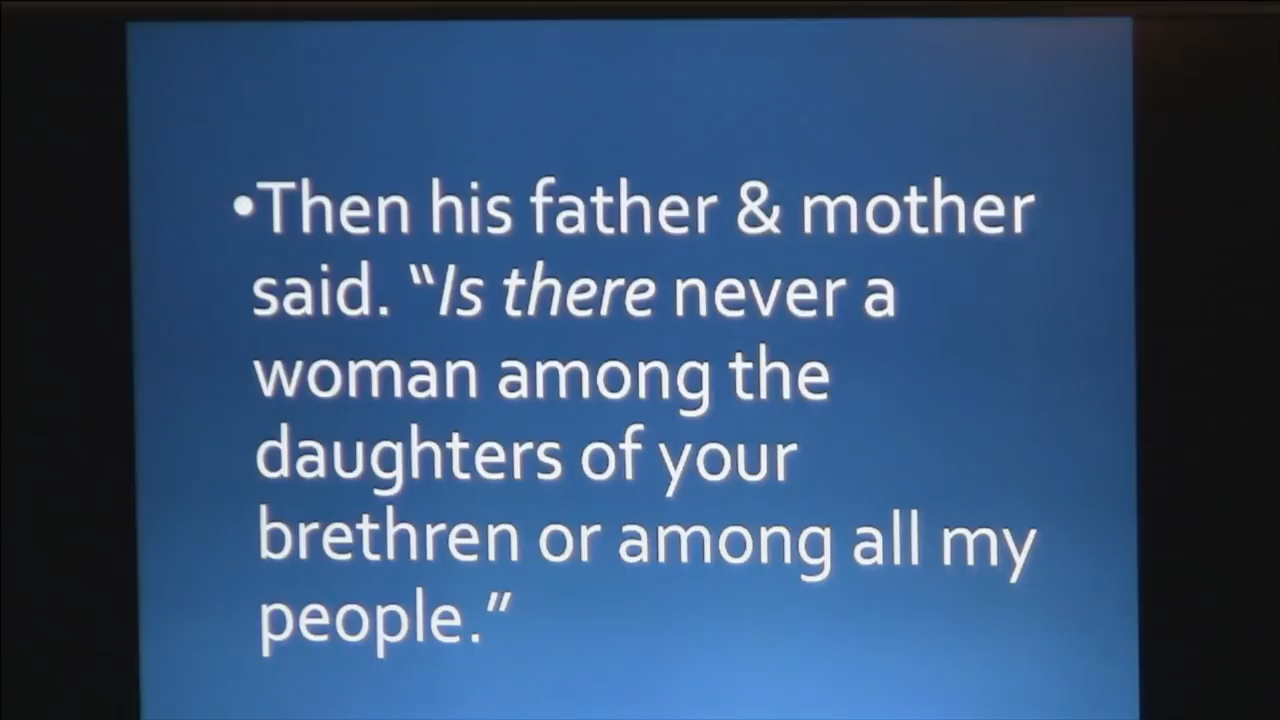 •Then his father & mother
said. “Is there never a
woman among the
daughters of your
brethren or among all my
people.”